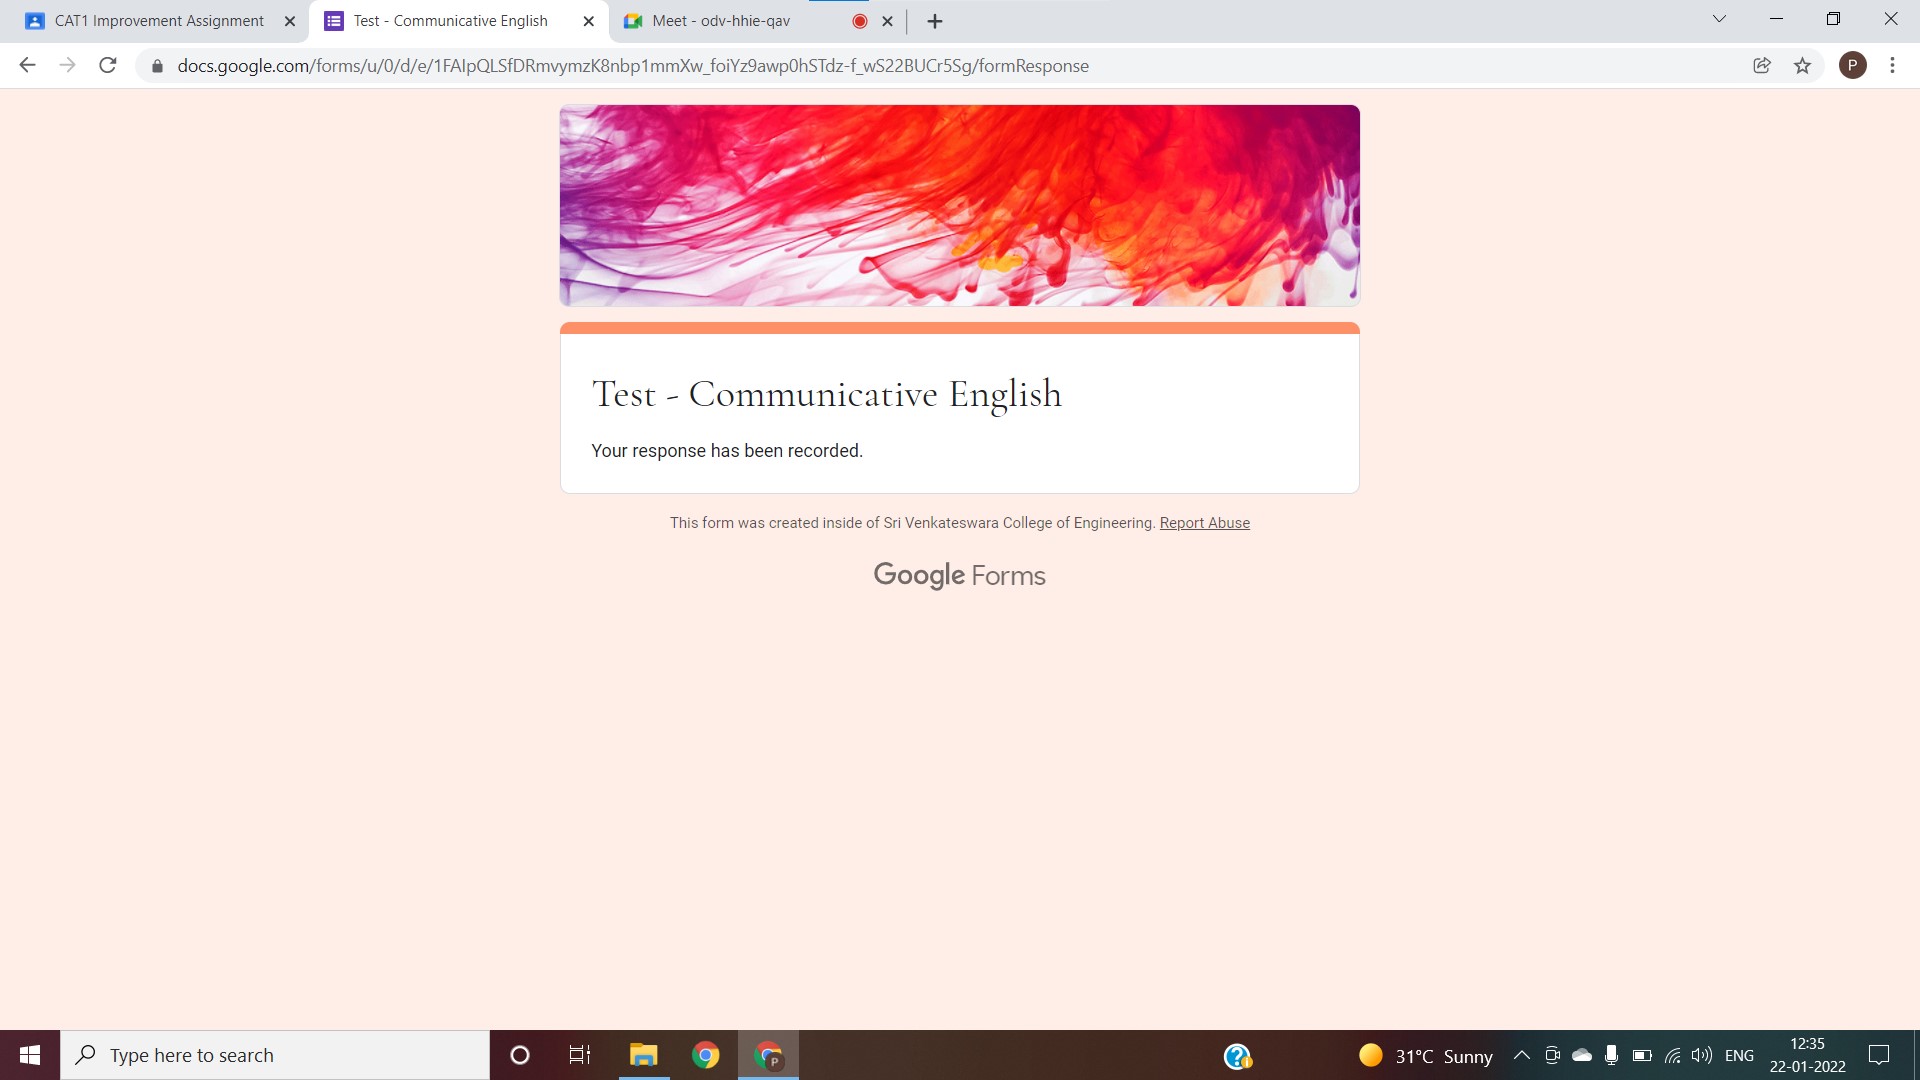 CAT1 Improvement Assignment
Test - Communicative English
Meet - odv-hhie-qav
docs.google.com/forms/u/0/d/e/1FAIpQLSfDRmvymzK8nbp1mmXw_foiYz9awp0hSTdz-f_wS22BUCr5Sg/formResponse
P
Test - Communicative English
Your response has been recorded.
This form was created inside of Sri Venkateswara College of Engineering. Report Abuse
Google Forms
Type here to search
P
31°C Sunny
ENG
12:35
22-01-2022